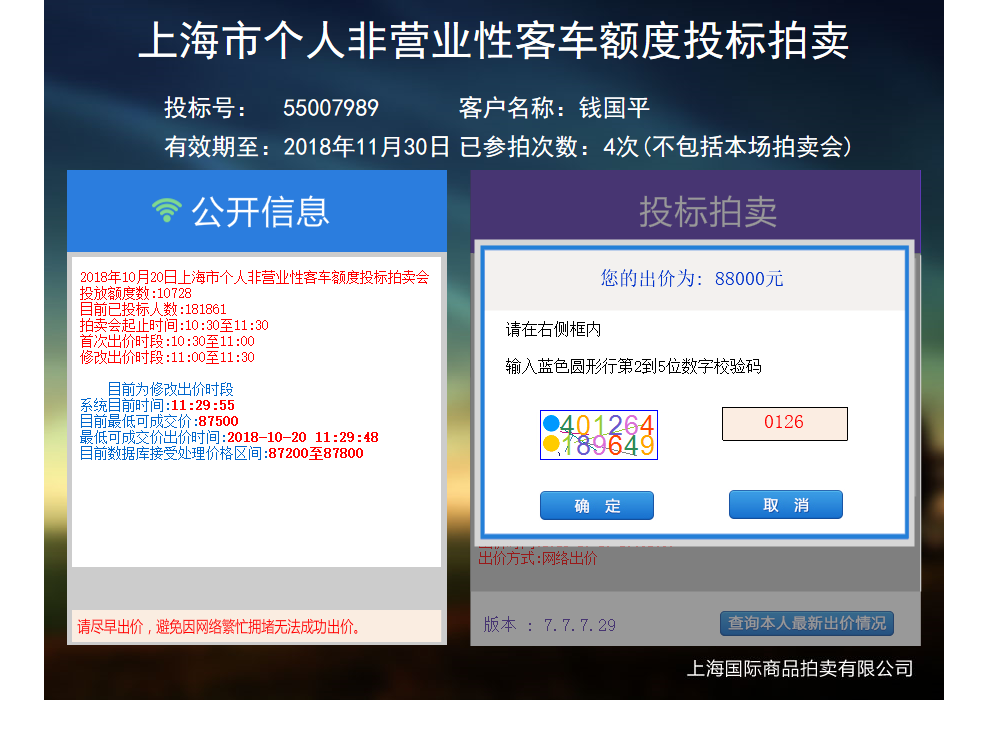 上海市个人非营业性客车额度投标拍卖
投标号： 55007989 客户名称：钱国平
有效期至：2018年11月30日 已参拍次数：4次(不包括本场拍卖会)
公开信息
2018年10月20日上海市个人非营业性客车额度投标拍卖会
投放额度数:10728
目前已投标人数:181861
拍卖会起止时间:10:30至11:30
首次出价时段:10:30至11:00
修改出价时段:11:00至11:30
目前为修改出价时段
系统目前时间:11:29:55
目前最低可成交价:87500
最低可成交价出价时间:2018-10-20 11:29:48
目前数据库接受处理价格区间:87200至87800
请尽早出价，避免因网络繁忙拥堵无法成功出价。
投标拍卖
您的出价为: 88000元
请在右侧框内
输入蓝色圆形行第2到5位数字校验码
401264
189649
0126
确 定
取 消
出价方式:网络出价
版本 : 7.7.7.29
查询本人最新出价情况
上海国际商品拍卖有限公司